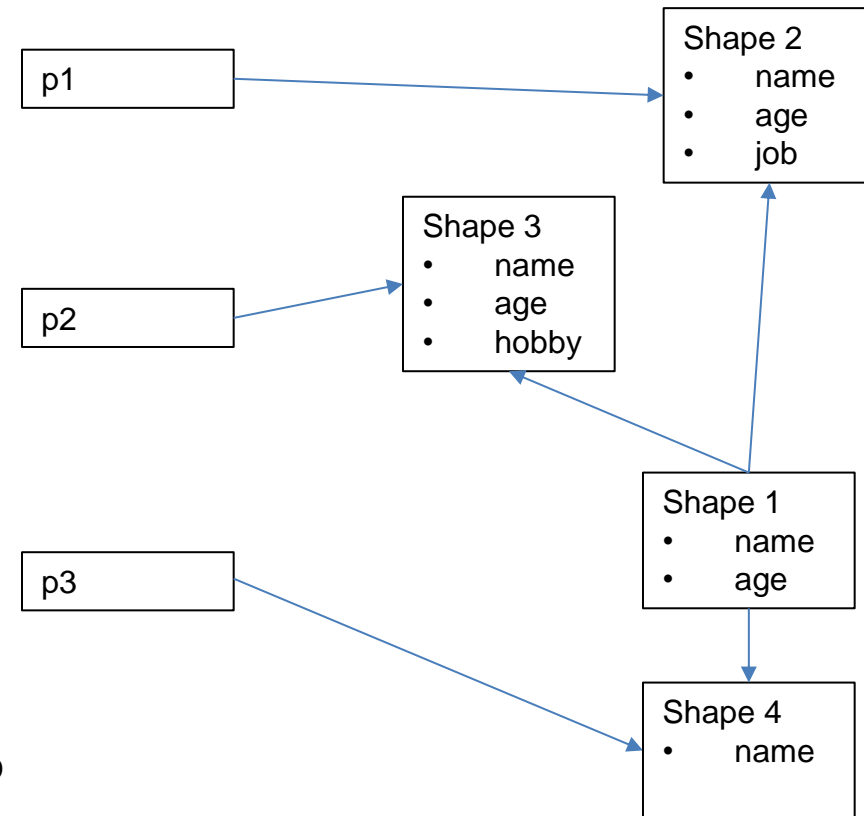 p1
Shape 2
• name
• age
• job
Shape 3
• name
• age
• hobby
p2
Shape 1
• name
• age
p3
Shape 4
• name